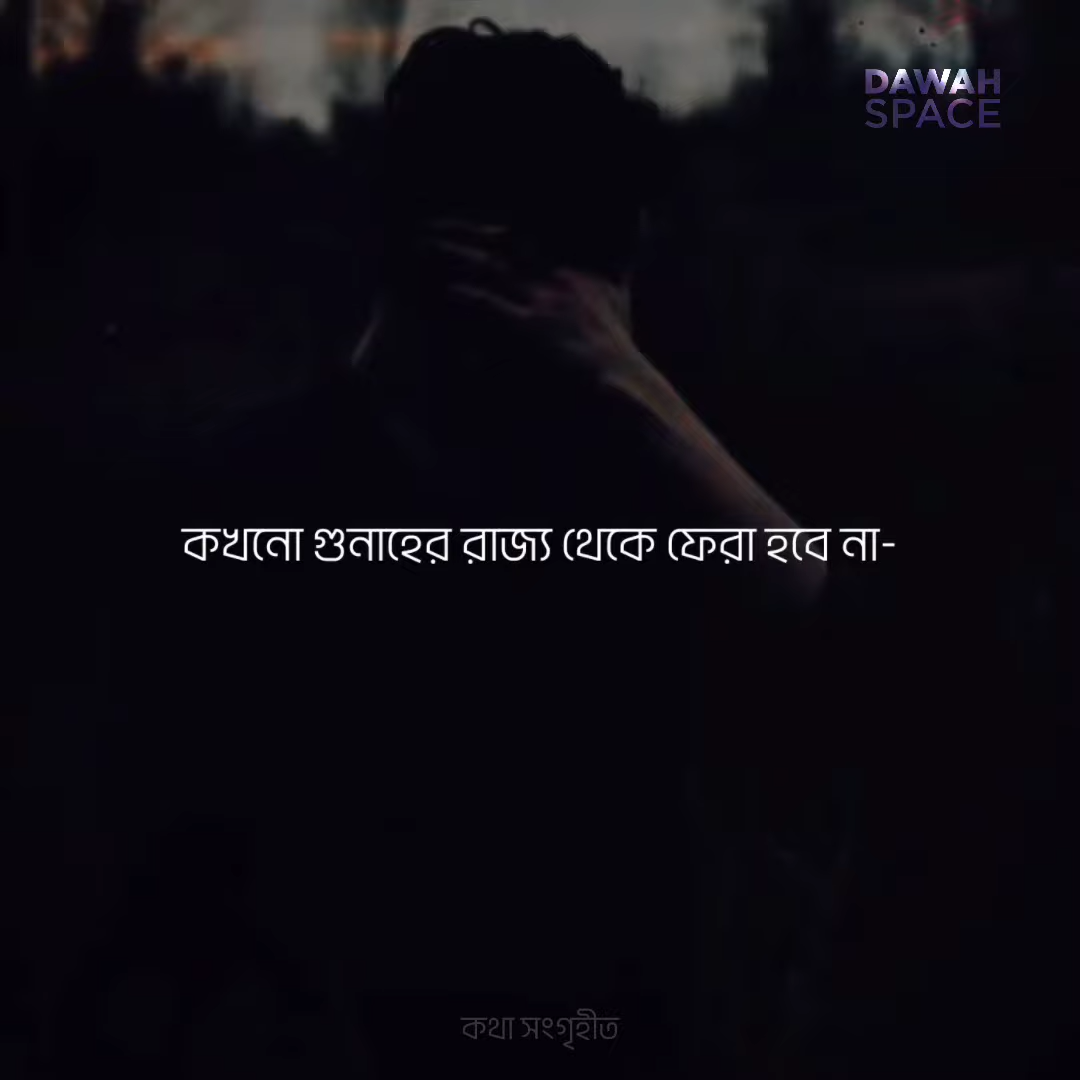 DAWAH
SPACE
কখনো গুনাহের রাজ্য থেকে ফেরা হবে না-
কথা সংগৃহীত